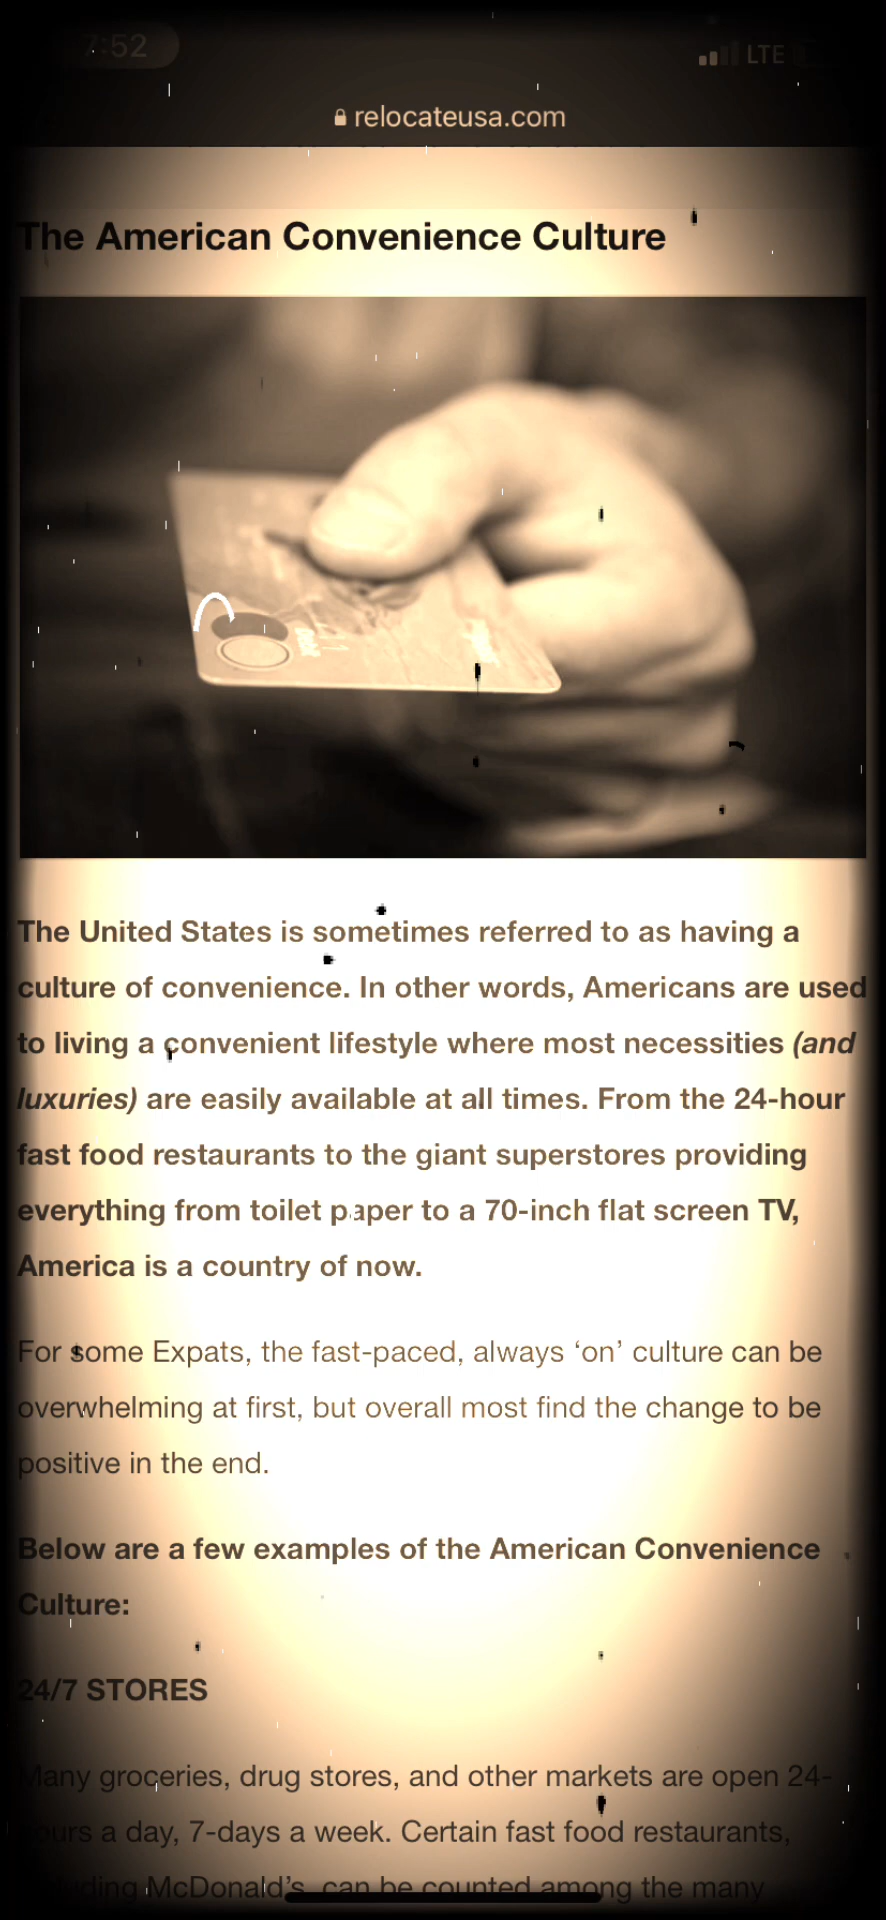 7:52
LTE
relocateusa.com
The American Convenience Culture
The United States is sometimes referred to as having a
culture of convenience. In other words, Americans are used
to living a convenient lifestyle where most necessities (and
luxuries) are easily available at all times. From the 24-hour
fast food restaurants to the giant superstores providing
everything from toilet paper to a 70-inch flat screen TV,
America is a country of now.
For some Expats, the fast-paced, always ‘on’ culture can be
overwhelming at first, but overall most find the change to be
positive in the end.
Below are a few examples of the American Convenience
Culture:
24/7 STORES
Many groceries, drug stores, and other markets are open 24-
hours a day, 7-days a week. Certain fast food restaurants,
including McDonald’s, can be counted among the many